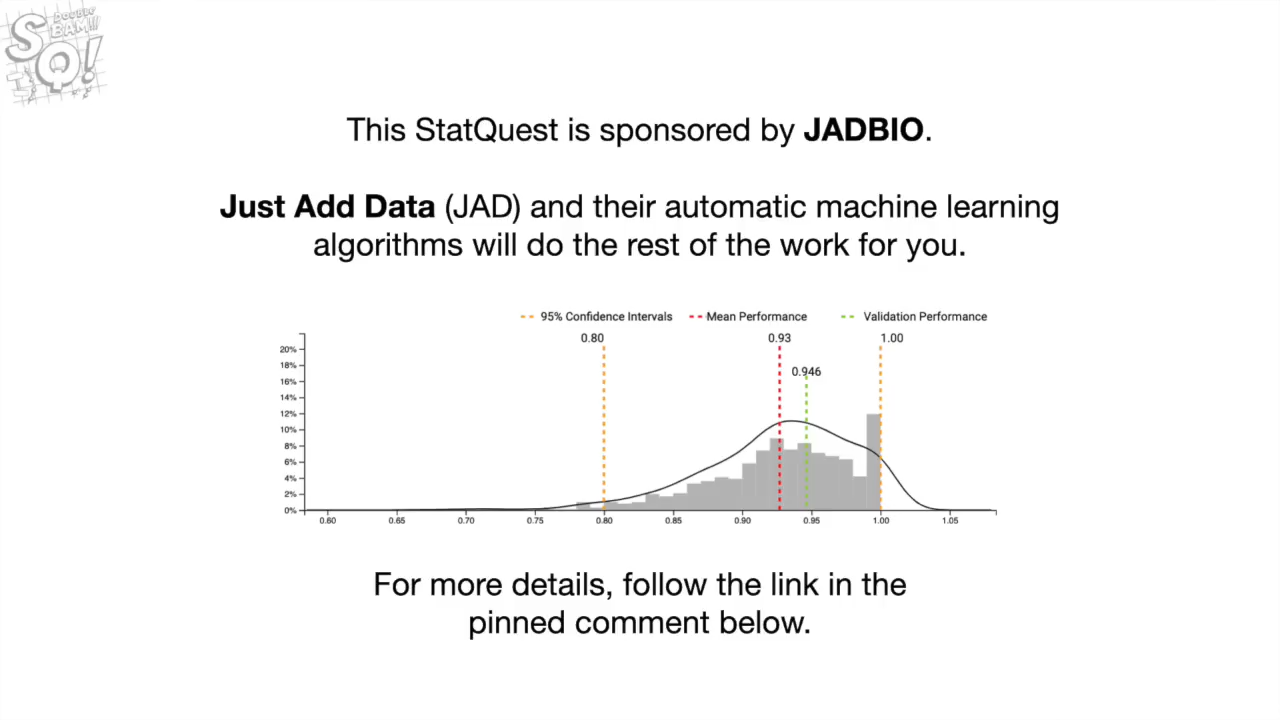 DOUBLE
BAM!!!
SQ!
This StatQuest is sponsored by JADBIO.
Just Add Data (JAD) and their automatic machine learning
algorithms will do the rest of the work for you.
95% Confidence Intervals Mean Performance Validation Performance
0.80 0.93 1.00
0.946
20%
18%
16%
14%
12%
10%
8%
6%
4%
2%
0%
0.60 0.65 0.70 0.75 0.80 0.85 0.90 0.95 1.00 1.05
For more details, follow the link in the
pinned comment below.